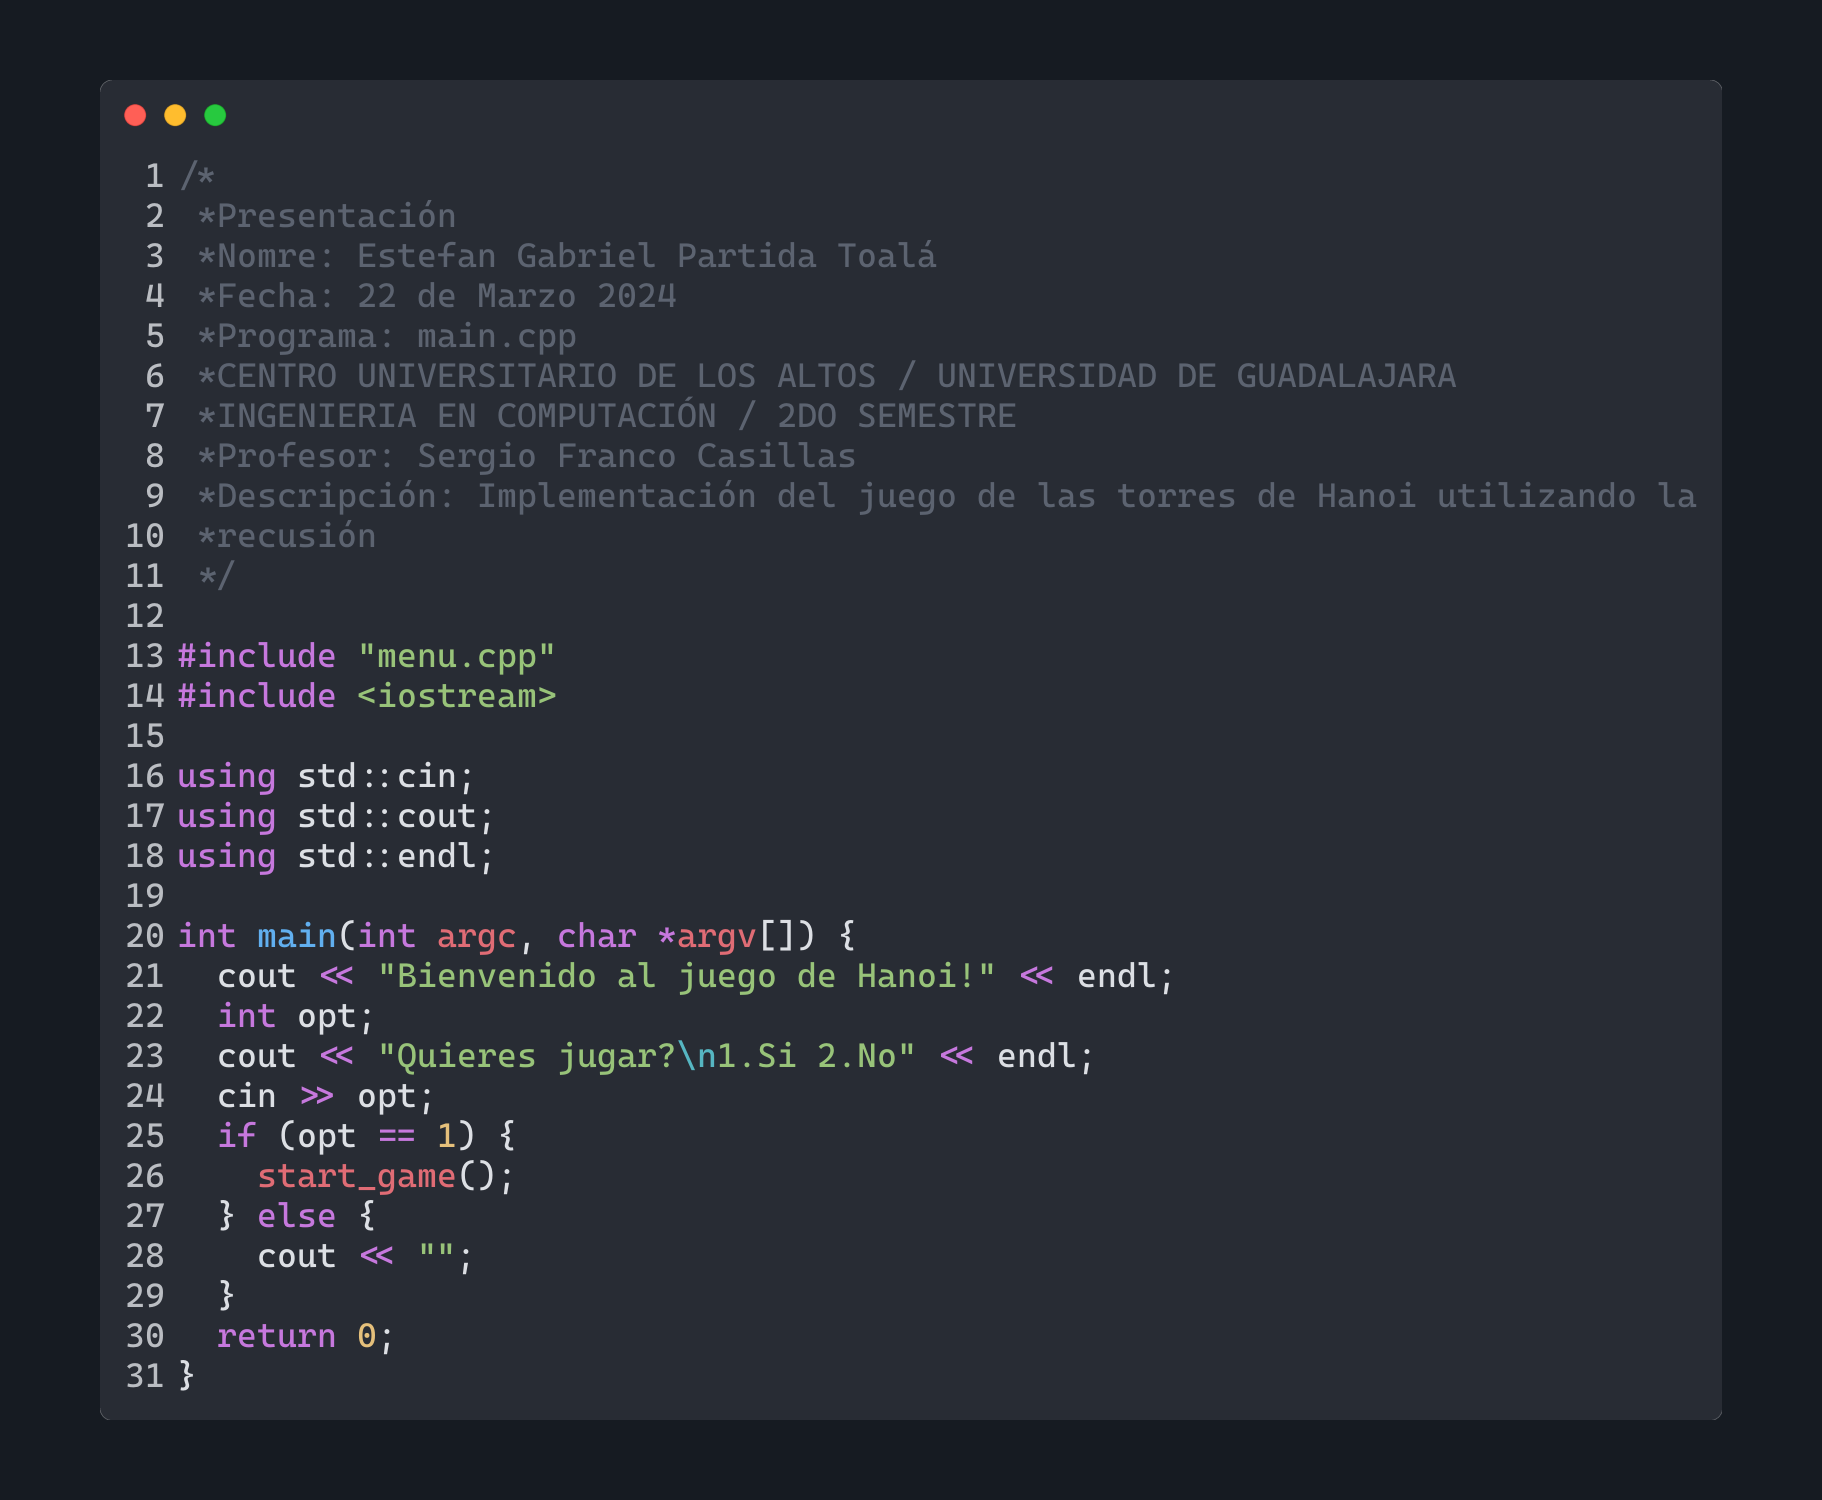 1 /*
2  *Presentación
3  *Nomre: Estefan Gabriel Partida Toalá
4  *Fecha: 22 de Marzo 2024
5  *Programa: main.cpp
6  *CENTRO UNIVERSITARIO DE LOS ALTOS / UNIVERSIDAD DE GUADALAJARA
7  *INGENIERIA EN COMPUTACIÓN / 2DO SEMESTRE
8  *Profesor: Sergio Franco Casillas
9  *Descripción: Implementación del juego de las torres de Hanoi utilizando la
10  *recusión
11  */
12
13 #include "menu.cpp"
14 #include <iostream>
15
16 using std::cin;
17 using std::cout;
18 using std::endl;
19
20 int main(int argc, char *argv[]) {
21   cout << "Bienvenido al juego de Hanoi!" << endl;
22   int opt;
23   cout << "Quieres jugar?\n1.Si 2.No" << endl;
24   cin >> opt;
25   if (opt == 1) {
26     start_game();
27   } else {
28     cout << "";
29   }
30   return 0;
31 }